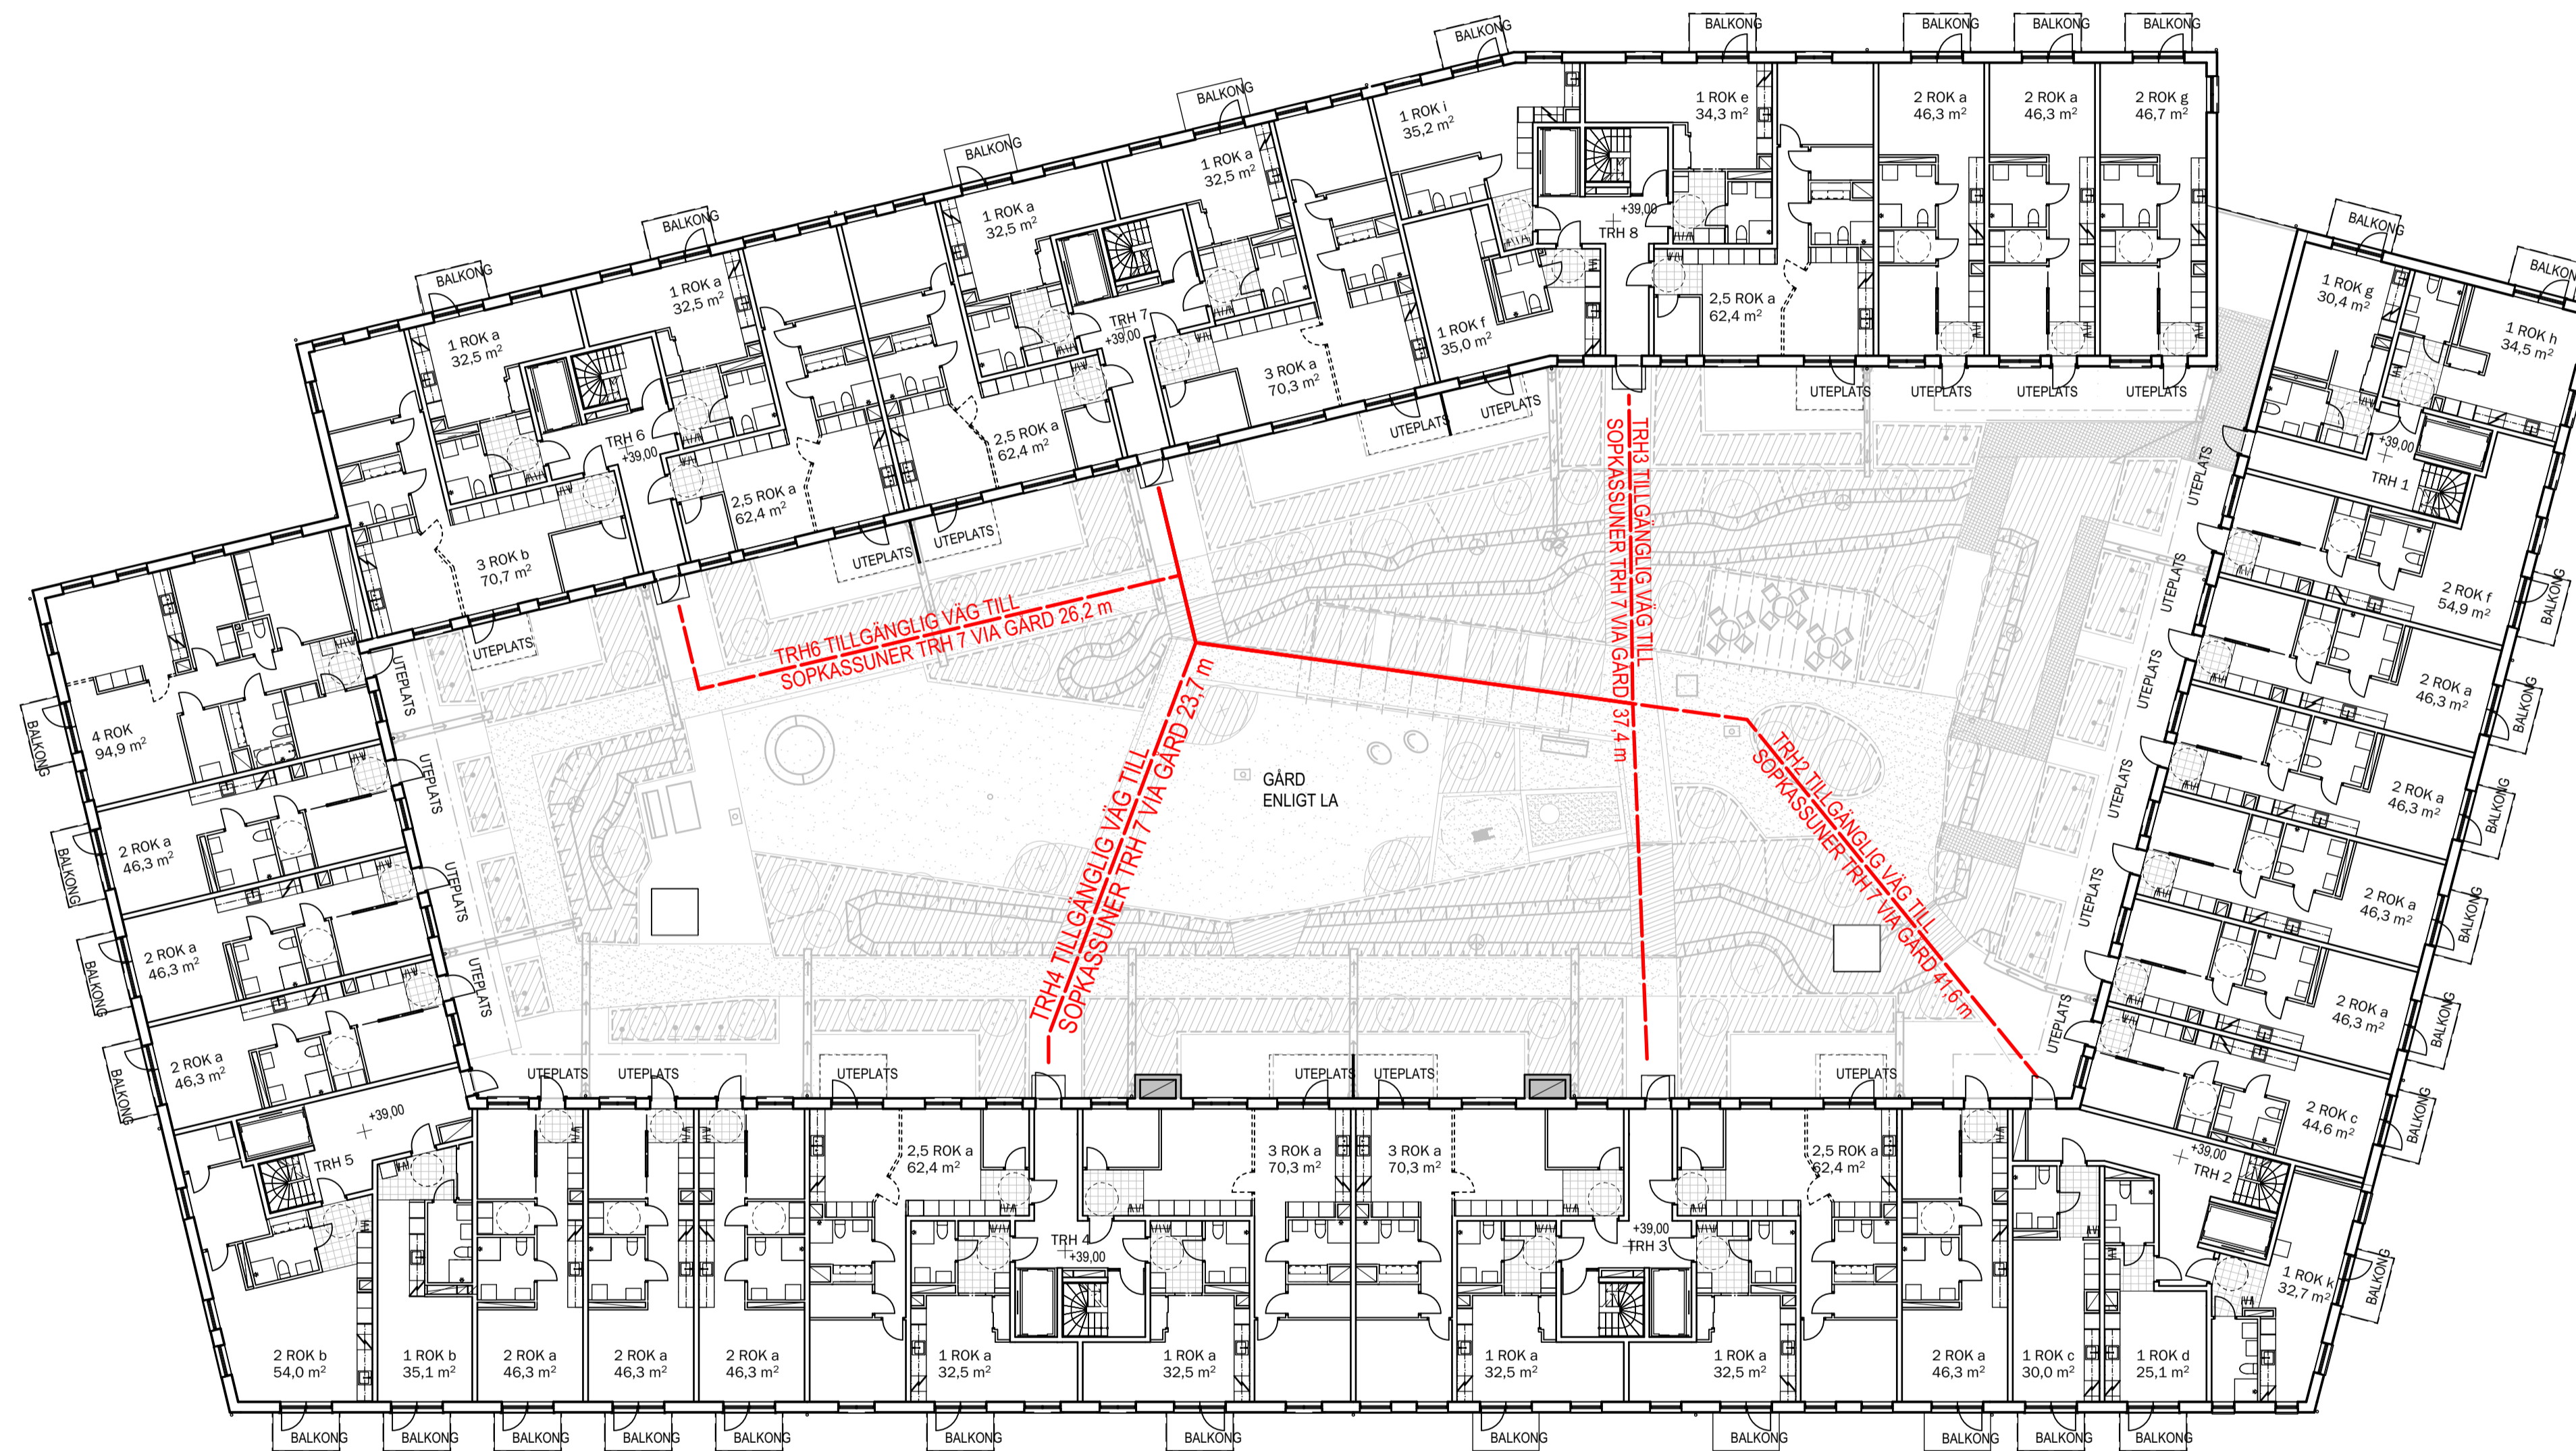 BALKONG
BALKONG
BALKONG
BALKONG
BALKONG
BALKONG
BALKONG
BALKONG
BALKONG
1 ROK i
35,2 m²
1 ROK e
34,3 m²
2 ROK a
46,3 m²
2 ROK a
46,3 m²
2 ROK g
46,7 m²
+39,00
TRH 8
1 ROK f
35,0 m²
2,5 ROK a
62,4 m²
UTEPLATS
UTEPLATS
UTEPLATS
UTEPLATS
UTEPLATS
UTEPLATS
1 ROK a
32,5 m²
1 ROK a
32,5 m²
TRH 7
+39,00
3 ROK a
70,3 m²
2,5 ROK a
62,4 m²
1 ROK a
32,5 m²
1 ROK a
32,5 m²
TRH 6
+39,00
2,5 ROK a
62,4 m²
3 ROK b
70,7 m²
UTEPLATS
UTEPLATS
UTEPLATS
BALKONG
BALKON
1 ROK g
30,4 m²
1 ROK h
34,5 m²
+39,00
TRH 1
2 ROK f
54,9 m²
2 ROK a
46,3 m²
2 ROK a
46,3 m²
2 ROK a
46,3 m²
2 ROK a
46,3 m²
2 ROK c
44,6 m²
BALKONG
BALKONG
BALKONG
BALKONG
BALKONG
BALKONG
BALKONG
UTEPLATS
UTEPLATS
UTEPLATS
UTEPLATS
UTEPLATS
UTEPLATS
TRH6 TILLGÄNGLIG VÄG TILL
SOPKASSUNER TRH 7 VIA GÅRD 26,2 m
TRH4 TILLGÄNGLIG VÄG TILL
SOPKASSUNER TRH 7 VIA GÅRD 23,7 m
TRH3 TILLGÄNGLIG VÄG TILL
SOPKASSUNER TRH 7 VIA GÅRD 37,4 m
TRH2 TILLGÄNGLIG VÄG TILL
SOPKASSUNER TRH 7 VIA GÅRD 41,6 m
GÅRD
ENLIGT LA
4 ROK
94,9 m²
2 ROK a
46,3 m²
2 ROK a
46,3 m²
2 ROK a
46,3 m²
BALKONG
BALKONG
BALKONG
BALKONG
UTEPLATS
UTEPLATS
UTEPLATS
UTEPLATS
+39,00
TRH 5
UTEPLATS
UTEPLATS
UTEPLATS
UTEPLATS
UTEPLATS
UTEPLATS
2,5 ROK a
62,4 m²
3 ROK a
70,3 m²
3 ROK a
70,3 m²
2,5 ROK a
62,4 m²
TRH 4
+39,00
+39,00
TRH 3
+39,00
TRH 2
2 ROK b
54,0 m²
1 ROK b
35,1 m²
2 ROK a
46,3 m²
2 ROK a
46,3 m²
2 ROK a
46,3 m²
1 ROK a
32,5 m²
1 ROK a
32,5 m²
1 ROK a
32,5 m²
1 ROK a
32,5 m²
2 ROK a
46,3 m²
1 ROK c
30,0 m²
1 ROK d
25,1 m²
1 ROK k
32,7 m²
BALKONG
BALKONG
BALKONG
BALKONG
BALKONG
BALKONG
BALKONG
BALKONG
BALKONG
BALKONG
BALKONG
BALKONG